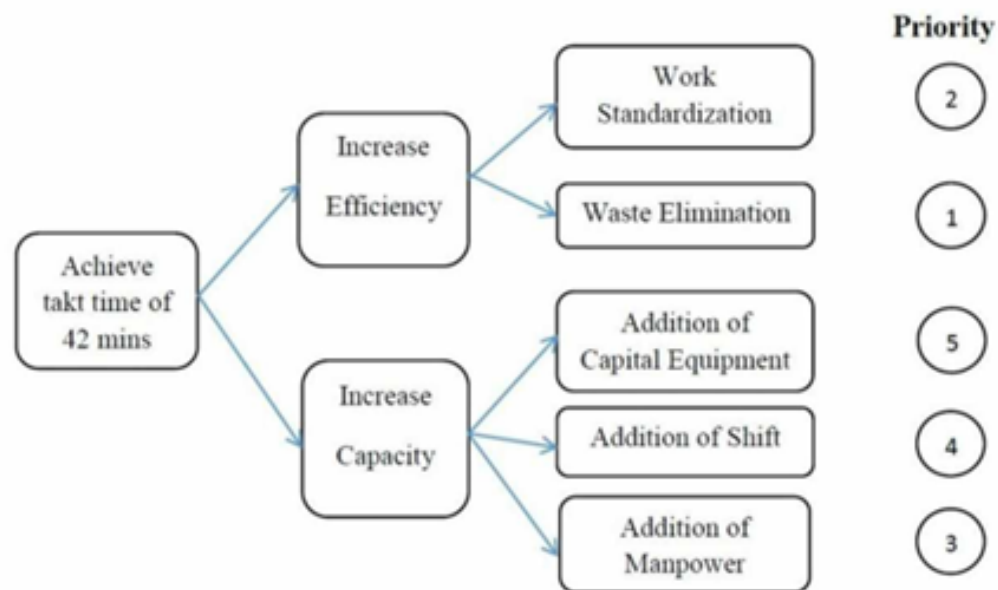 Priority
Work
Standardization
2
Increase
Efficiency
Waste Elimination
1
Achieve
takt time of
42 mins
Addition of
Capital Equipment
5
Increase
Capacity
Addition of Shift
4
Addition of
Manpower
3